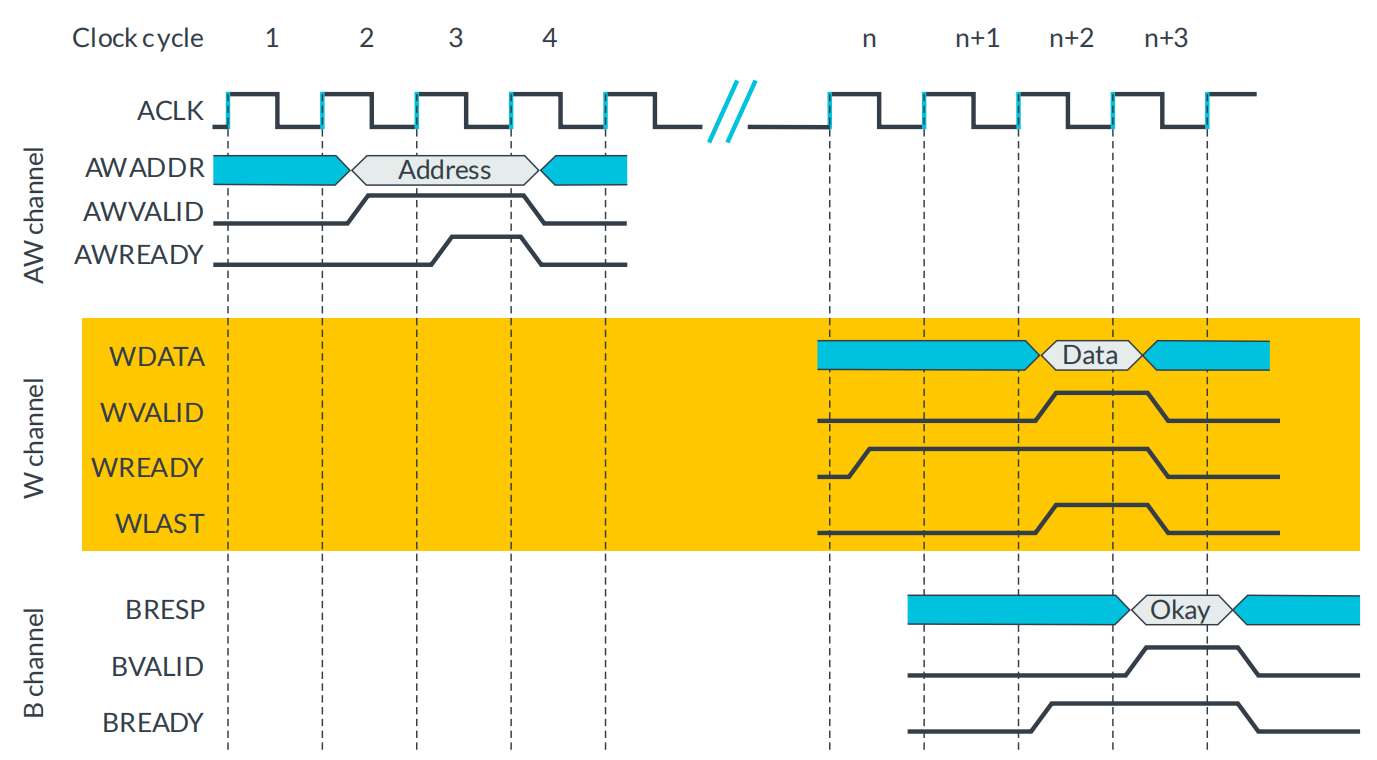 Clock cycle 1 2 3 4 n n+1 n+2 n+3
ACLK
AW channel
AWADDR Address
AWVALID
AWREADY
W channel
WDATA Data
WVALID
WREADY
WLAST
B channel
BRESP Okay
BVALID
BREADY